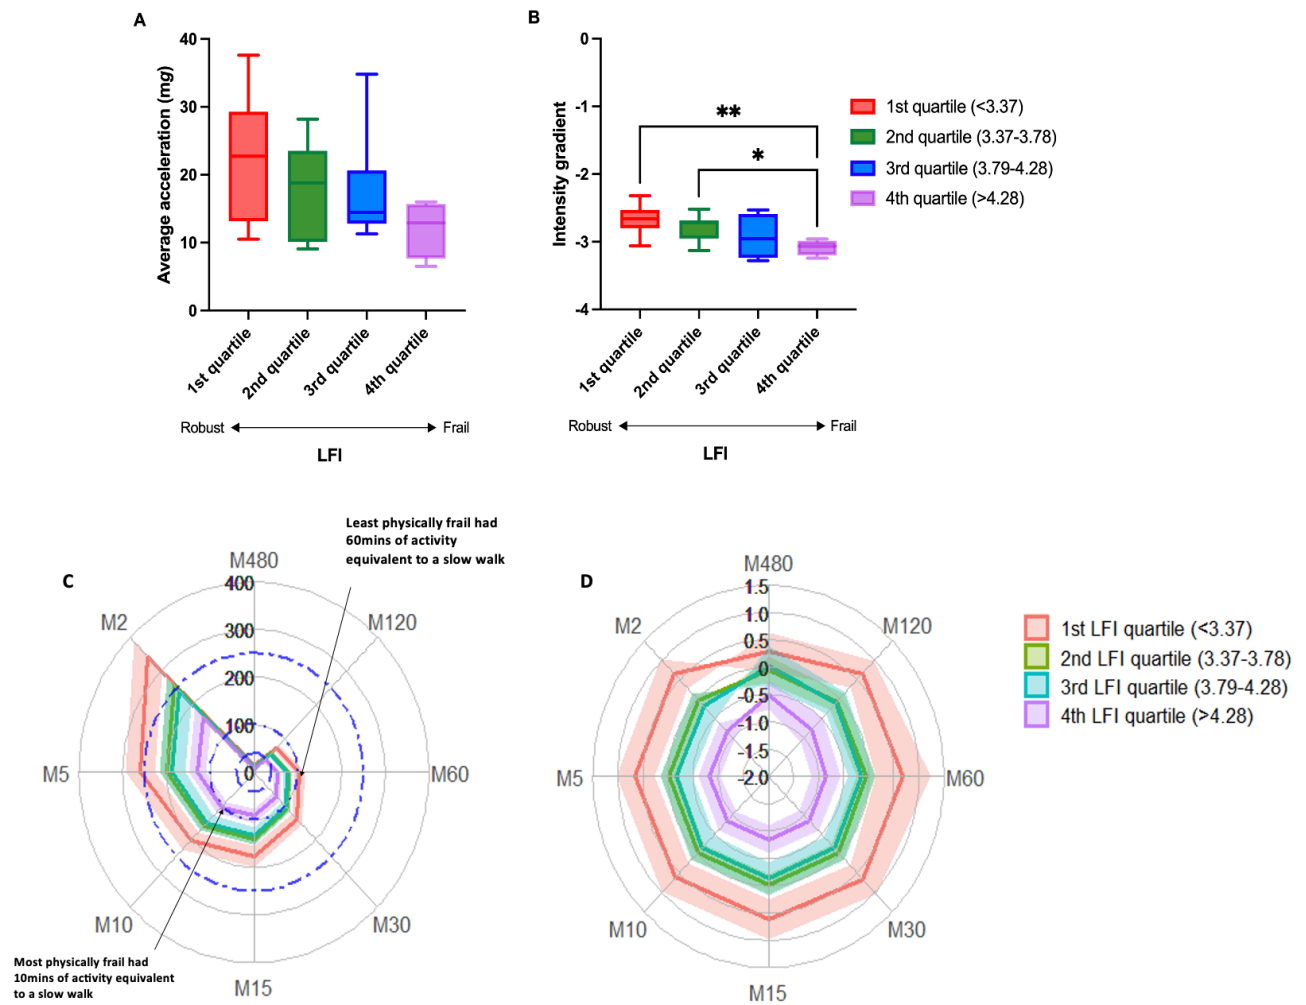 A
40
30
20
10
0
Average acceleration (mg)
1st quartile
2nd quartile
3rd quartile
4th quartile
Robust
Frail
LFI
B
0
-1
-2
-3
-4
Intensity gradient
**
*
1st quartile
2nd quartile
3rd quartile
4th quartile
Robust
Frail
LFI
1st quartile (<3.37)
2nd quartile (3.37-3.78)
3rd quartile (3.79-4.28)
4th quartile (>4.28)
Least physically frail had
60mins of activity
equivalent to a slow walk
C
M480
M120
M60
M30
M15
M10
M5
M2
400
300
200
100
0
Most physically frail had
10mins of activity equivalent
to a slow walk
D
M480
M120
M60
M30
M15
M10
M5
M2
1.5
1.0
0.5
0
-0.5
-1.0
-1.5
-2.0
1st LFI quartile (<3.37)
2nd LFI quartile (3.37-3.78)
3rd LFI quartile (3.79-4.28)
4th LFI quartile (>4.28)